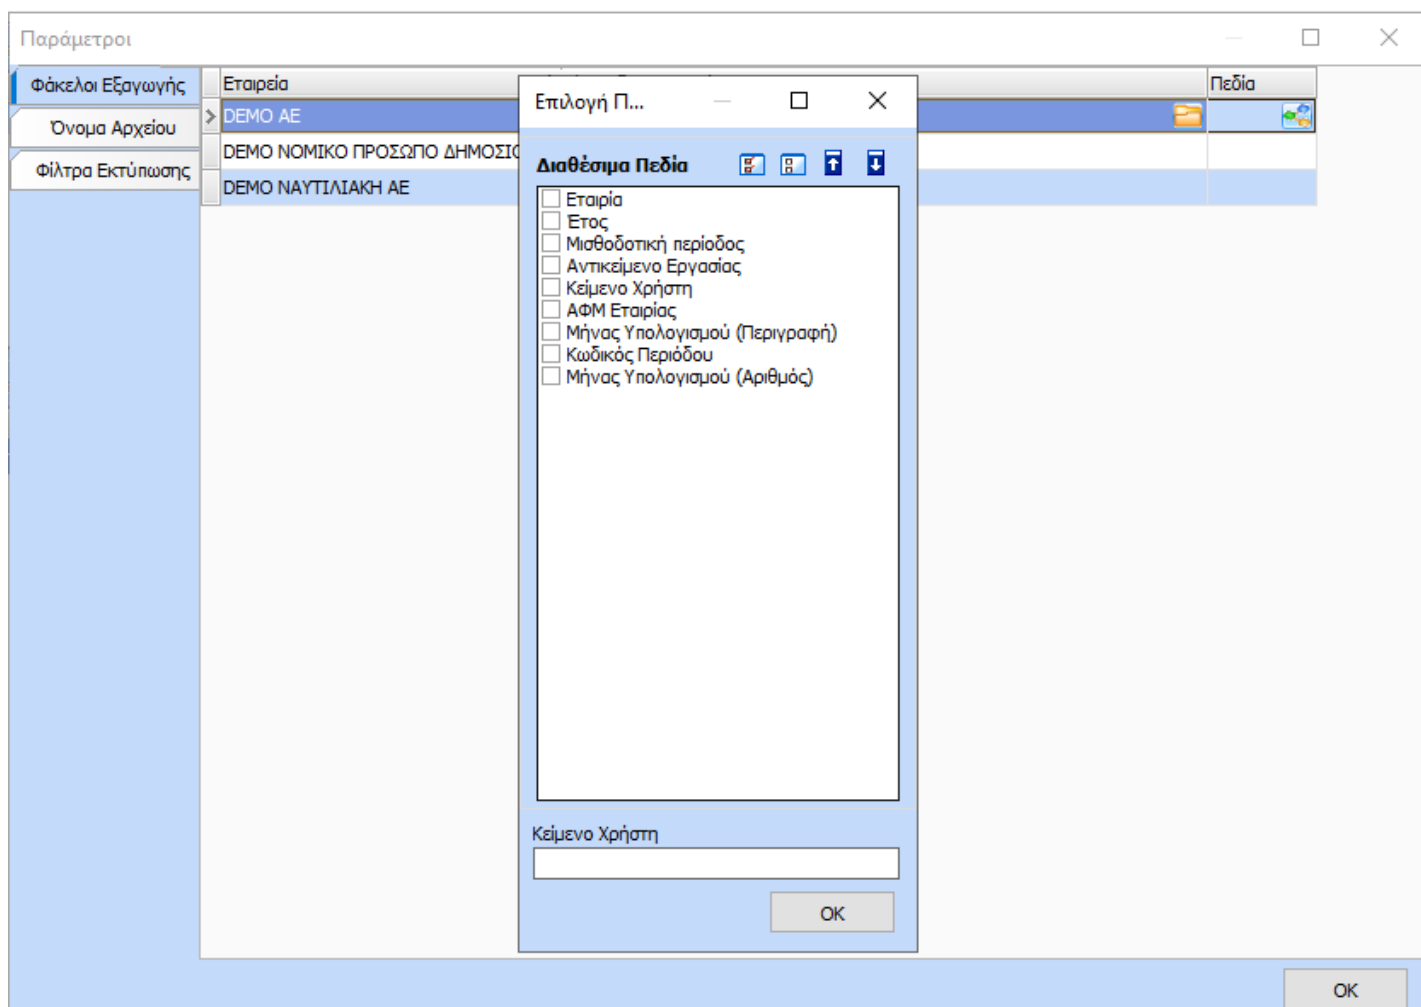 Παράμετροι
Φάκελοι Εξαγωγής
Όνομα Αρχείου
Φίλτρα Εκτύπωσης
Εταιρεία
Πεδία
DEMO ΑΕ
DEMO ΝΟΜΙΚΟ ΠΡΟΣΩΠΟ ΔΗΜΟΣΙΟ
DEMO ΝΑΥΤΙΛΙΑΚΗ ΑΕ
Επιλογή Π...
Διαθέσιμα Πεδία
Εταιρία
Έτος
Μισθοδοτική περίοδος
Αντικείμενο Εργασίας
Κείμενο Χρήστη
ΑΦΜ Εταιρίας
Μήνας Υπολογισμού (Περιγραφή)
Κωδικός Περιόδου
Μήνας Υπολογισμού (Αριθμός)
Κείμενο Χρήστη
OK
OK